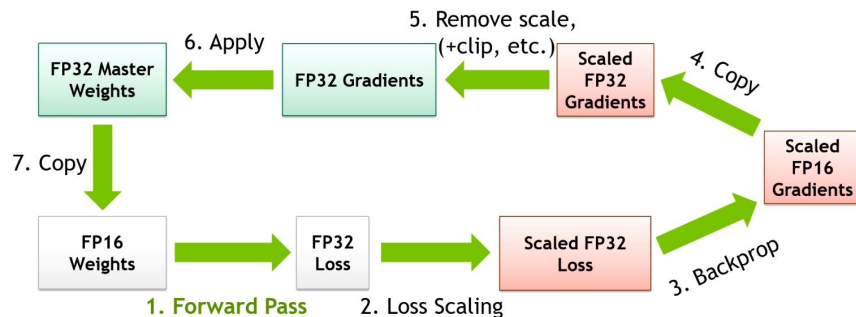 5. Remove scale,
(+clip, etc.)
6. Apply
4. Copy
FP32 Master
Weights
FP32 Gradients
Scaled
FP32
Gradients
Scaled
FP16
Gradients
7. Copy
FP16
Weights
FP32
Loss
Scaled FP32
Loss
3. Backprop
1. Forward Pass
2. Loss Scaling